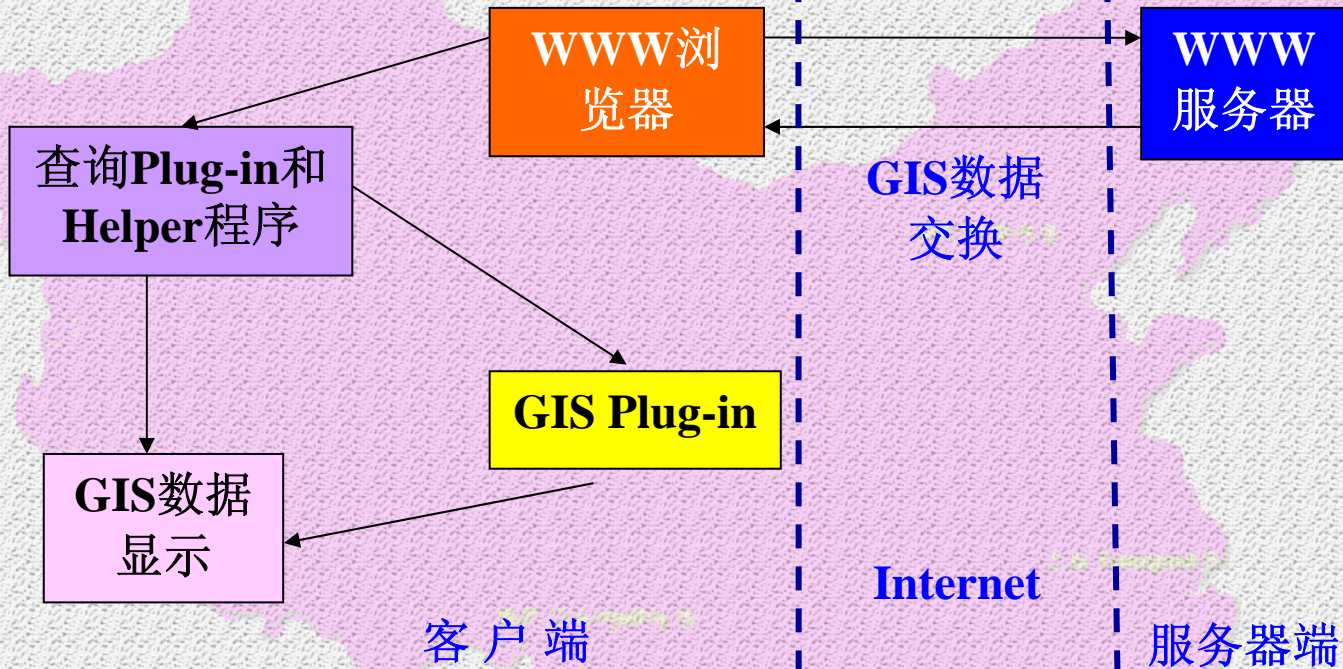 WWW浏
览器
WWW
服务器
查询Plug-in和
Helper程序
GIS数据
交换
GIS Plug-in
GIS数据
显示
Internet
客 户 端
服务器端